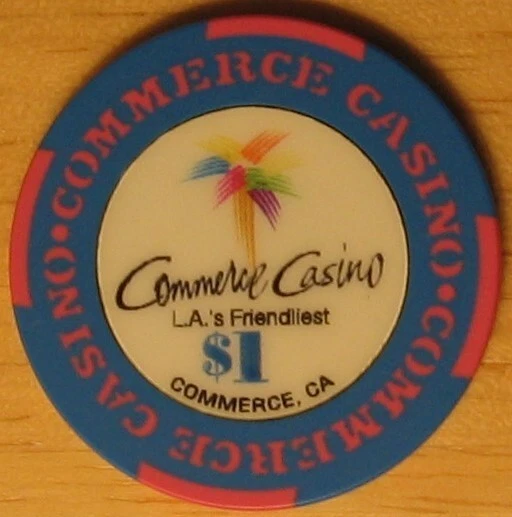 COMMERCE CASINO • COMMERCE CASINO •
Commerce Casino
L.A.'s Friendliest
$1
COMMERCE, CA